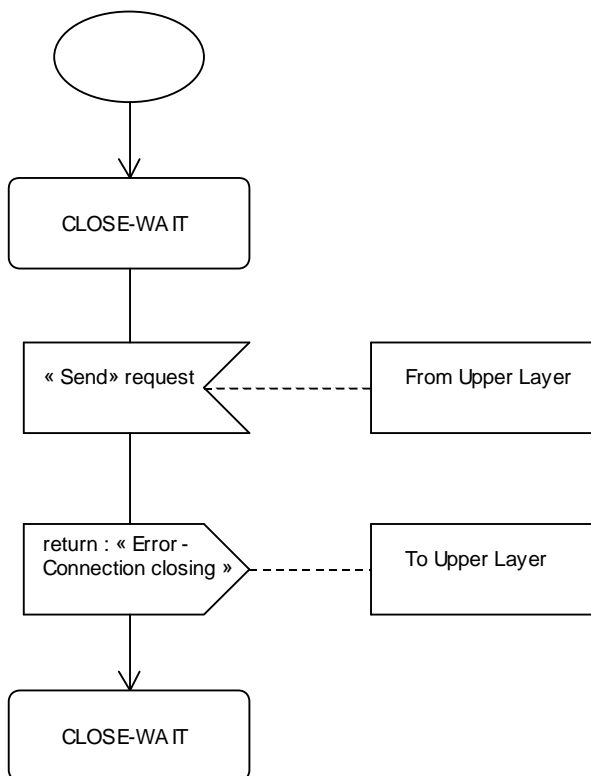 CLOSE-WAIT
« Send» request
From Upper Layer
return : « Error -
Connection closing »
To Upper Layer
CLOSE-WAIT